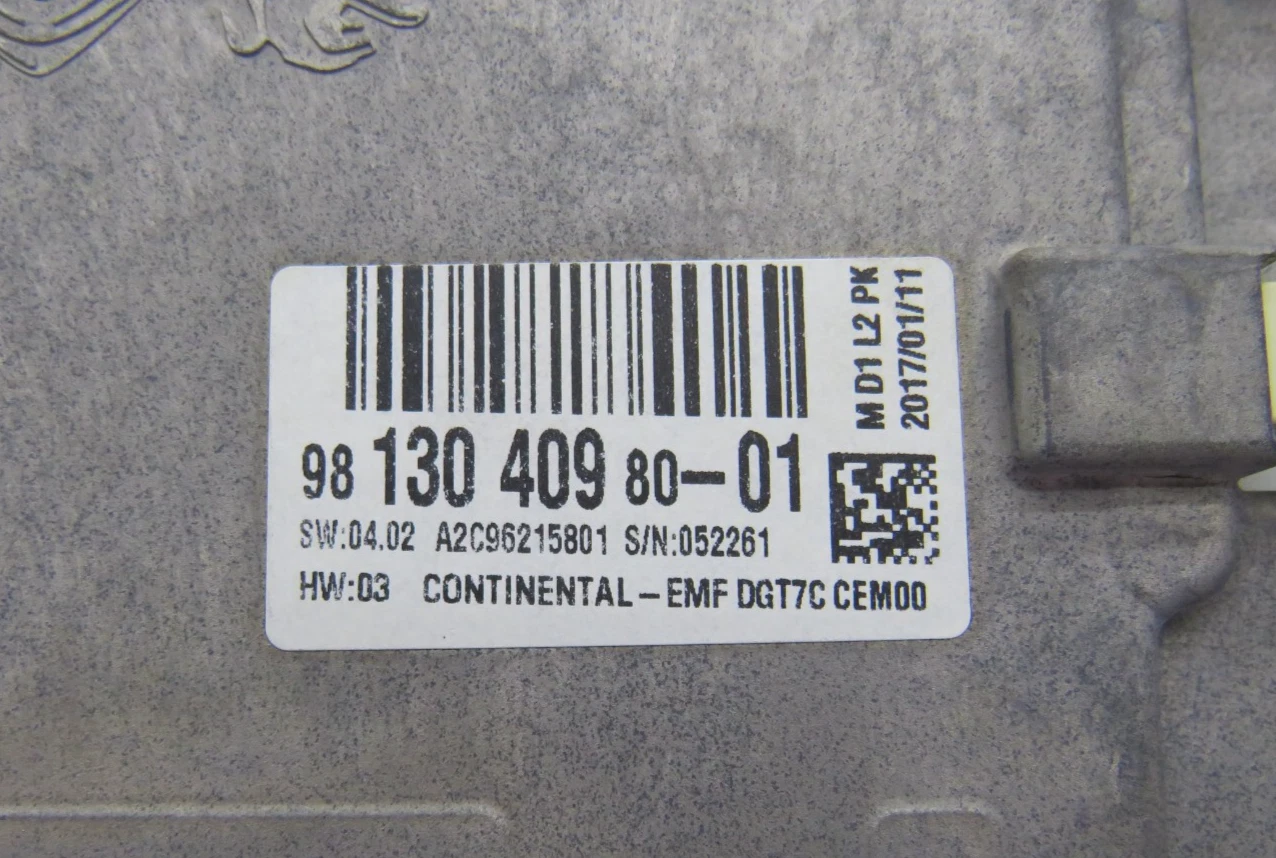 M D1 L2 PK
2017/01/11
98 130 409 80-01
SW:04.02 A2C96215801 S/N:052261
HW:03 CONTINENTAL-EMF DGT7C CEM00